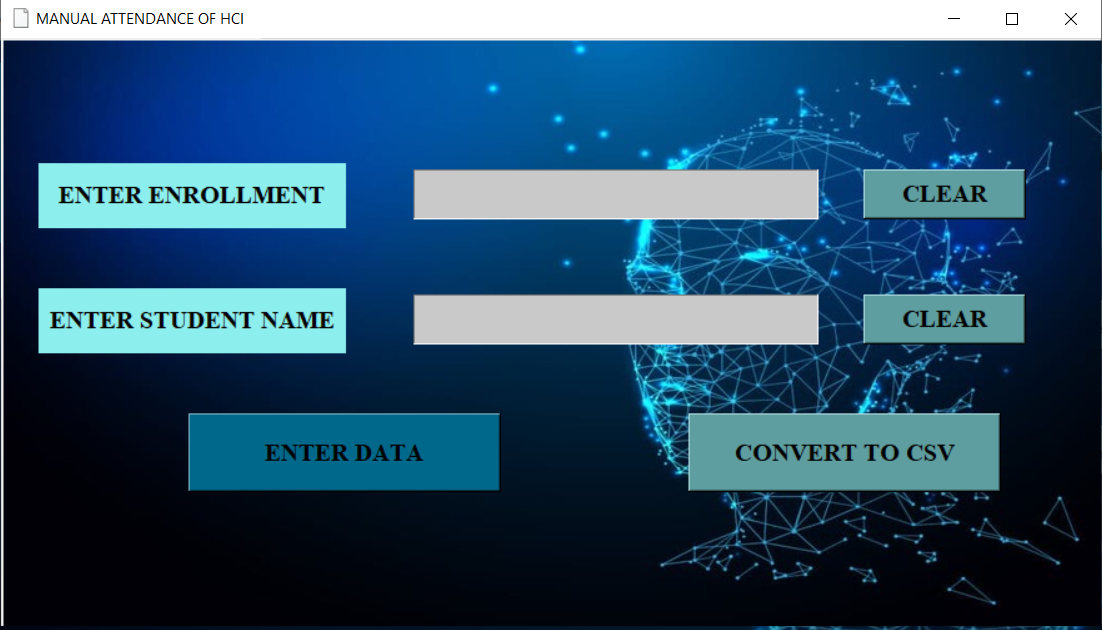 MANUAL ATTENDANCE OF HCI
ENTER ENROLLMENT
CLEAR
ENTER STUDENT NAME
CLEAR
ENTER DATA
CONVERT TO CSV